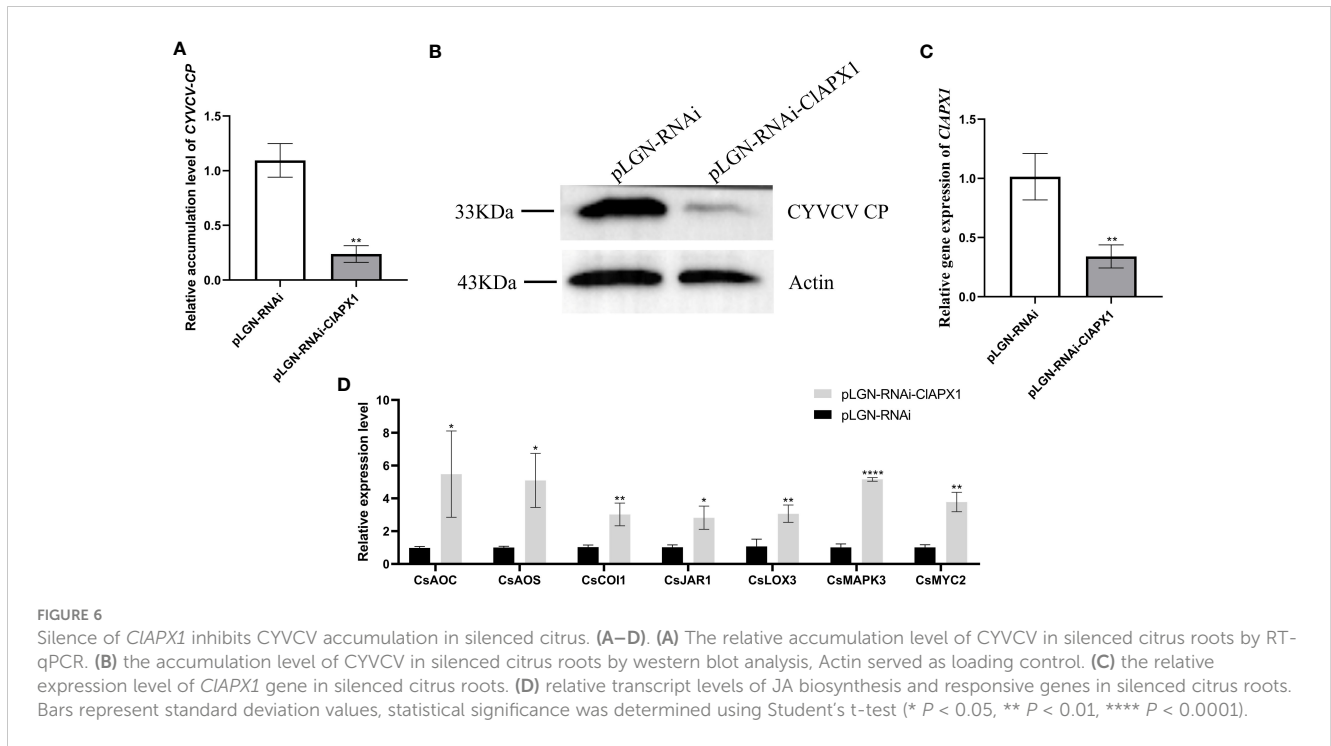 A
Relative accumulation level of CYVCV-CP
1.5
1.0
0.5
0.0
pLGN-RNAi
pLGN-RNAi-ClAPX1
**
B
pLGN-RNAi
pLGN-RNAi-ClAPX1
33KDa
CYVCV CP
43KDa
Actin
C
Relative gene expression of ClAPX1
1.5
1.0
0.5
0.0
pLGN-RNAi
pLGN-RNAi-ClAPX1
**
D
Relative expression level
10
8
6
4
2
0
pLGN-RNAi-ClAPX1
pLGN-RNAi
* * ** * ** **** **
CsAOC CsAOS CsCOI1 CsJAR1 CsLOX3 CsMAPK3 CsMYC2
FIGURE 6
Silence of ClAPX1 inhibits CYVCV accumulation in silenced citrus. (A–D). (A) The relative accumulation level of CYVCV in silenced citrus roots by RT-
qPCR. (B) the accumulation level of CYVCV in silenced citrus roots by western blot analysis, Actin served as loading control. (C) the relative
expression level of ClAPX1 gene in silenced citrus roots. (D) relative transcript levels of JA biosynthesis and responsive genes in silenced citrus roots.
Bars represent standard deviation values, statistical significance was determined using Student's t-test (* P < 0.05, ** P < 0.01, **** P < 0.0001).